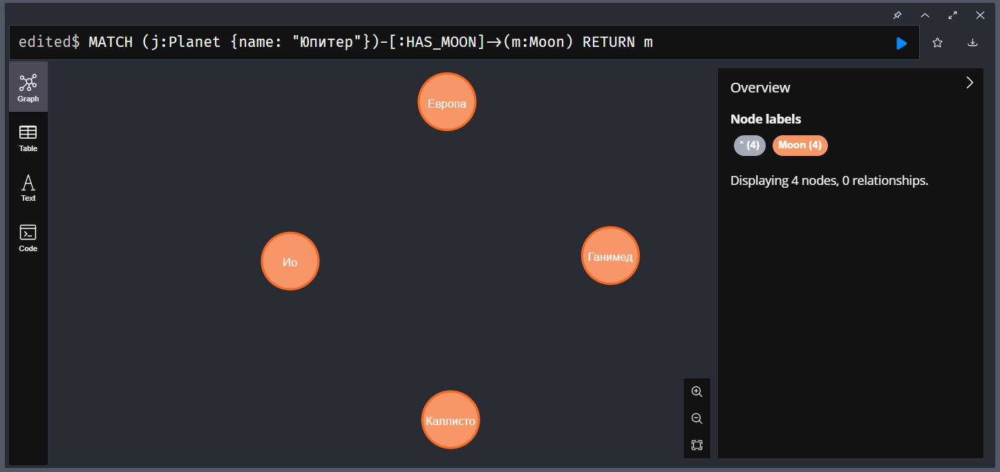 edited$ MATCH (j:Planet {name: "Юпитер"})-[:HAS_MOON]->(m:Moon) RETURN m
Graph
Table
Text
Code
Европа
Ио
Ганимед
Каллисто
Overview
Node labels
* (4) Moon (4)
Displaying 4 nodes, 0 relationships.